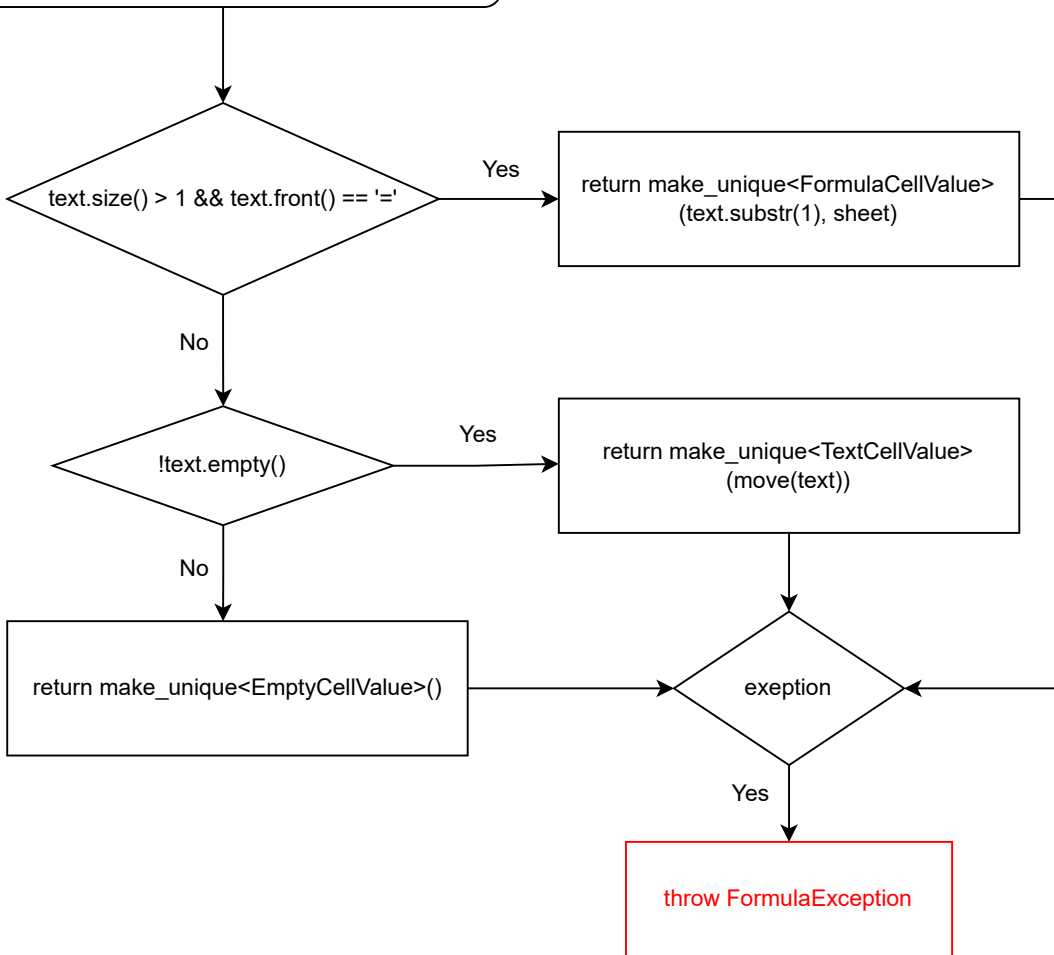 text.size() > 1 && text.front() == '='
Yes
return make_unique<FormulaCellValue>
(text.substr(1), sheet)
No
!text.empty()
Yes
return make_unique<TextCellValue>
(move(text))
No
return make_unique<EmptyCellValue>()
exeption
Yes
throw FormulaException